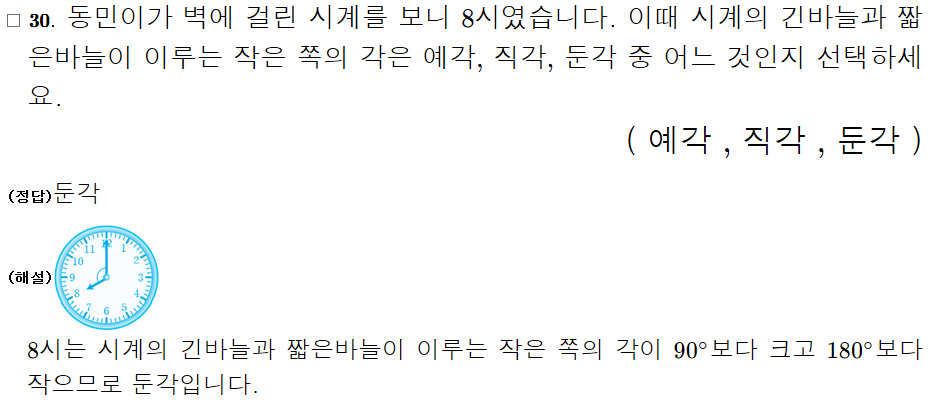 □ 30. 동민이가 벽에 걸린 시계를 보니 8시였습니다. 이때 시계의 긴바늘과 짧
은바늘이 이루는 작은 쪽의 각은 예각, 직각, 둔각 중 어느 것인지 선택하세
요.
( 예각 , 직각 , 둔각 )
(정답)둔각
(해설)
12
11
1
10
2
9
3
8
4
7
5
6
8시는 시계의 긴바늘과 짧은바늘이 이루는 작은 쪽의 각이 90°보다 크고 180°보다
작으므로 둔각입니다.